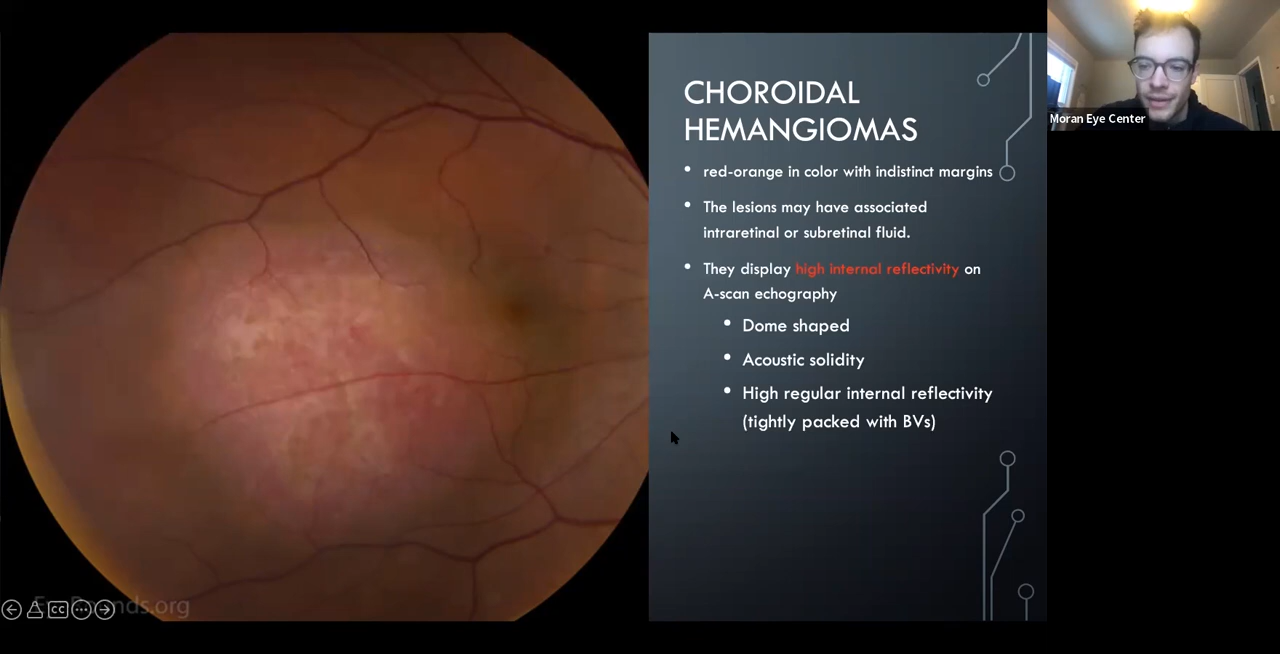 CHOROIDAL
HEMANGIOMAS
red-orange in color with indistinct margins
The lesions may have associated
intraretinal or subretinal fluid.
They display high internal reflectivity on
A-scan echography
Dome shaped
Acoustic solidity
High regular internal reflectivity
(tightly packed with BVs)
Moran Eye Center
CC